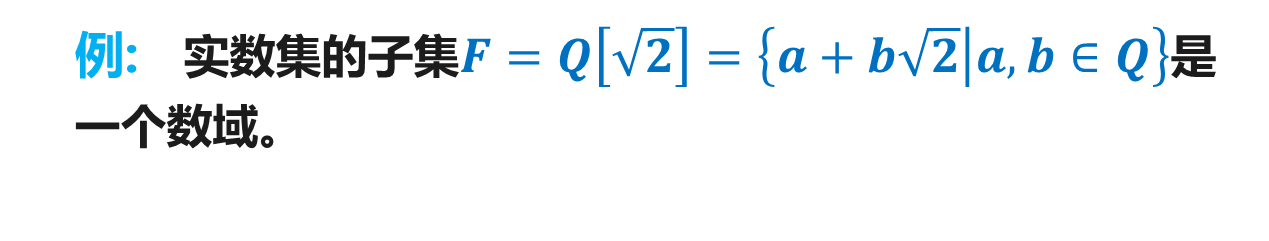 例: 实数集的子集F = Q[√2] = {a + b√2|a, b ∈ Q}是
一个数域。